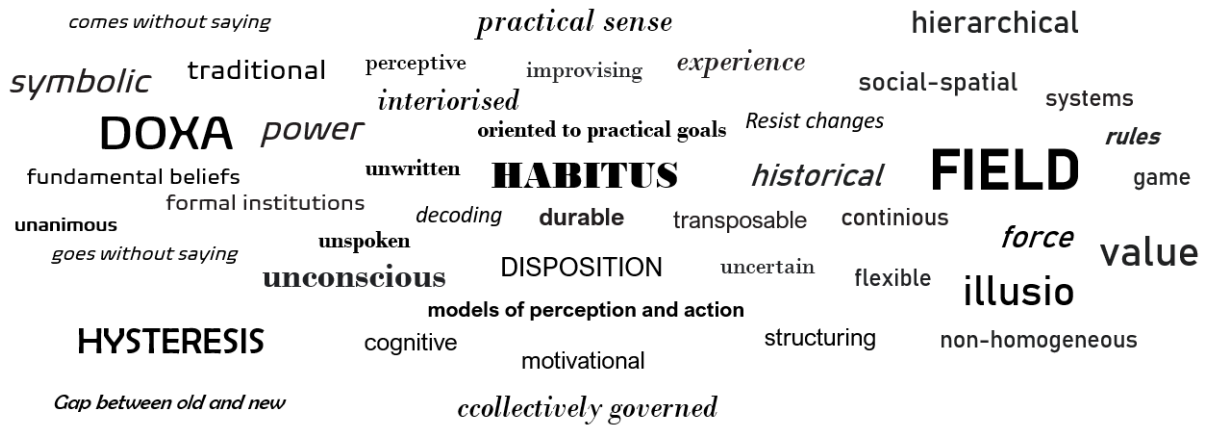 comes without saying
practical sense
hierarchical
symbolic
traditional
perceptive
improvising
experience
social-spatial
systems
interiorised
DOXA
power
oriented to practical goals
Resist changes
rules
fundamental beliefs
unwritten
HABITUS
historical
FIELD
game
formal institutions
unanimous
decoding
durable
transposable
continious
goes without saying
unspoken
force
value
unconscious
DISPOSITION
uncertain
flexible
illusio
models of perception and action
HYSTERESIS
cognitive
motivational
structuring
non-homogeneous
Gap between old and new
ccollectively governed